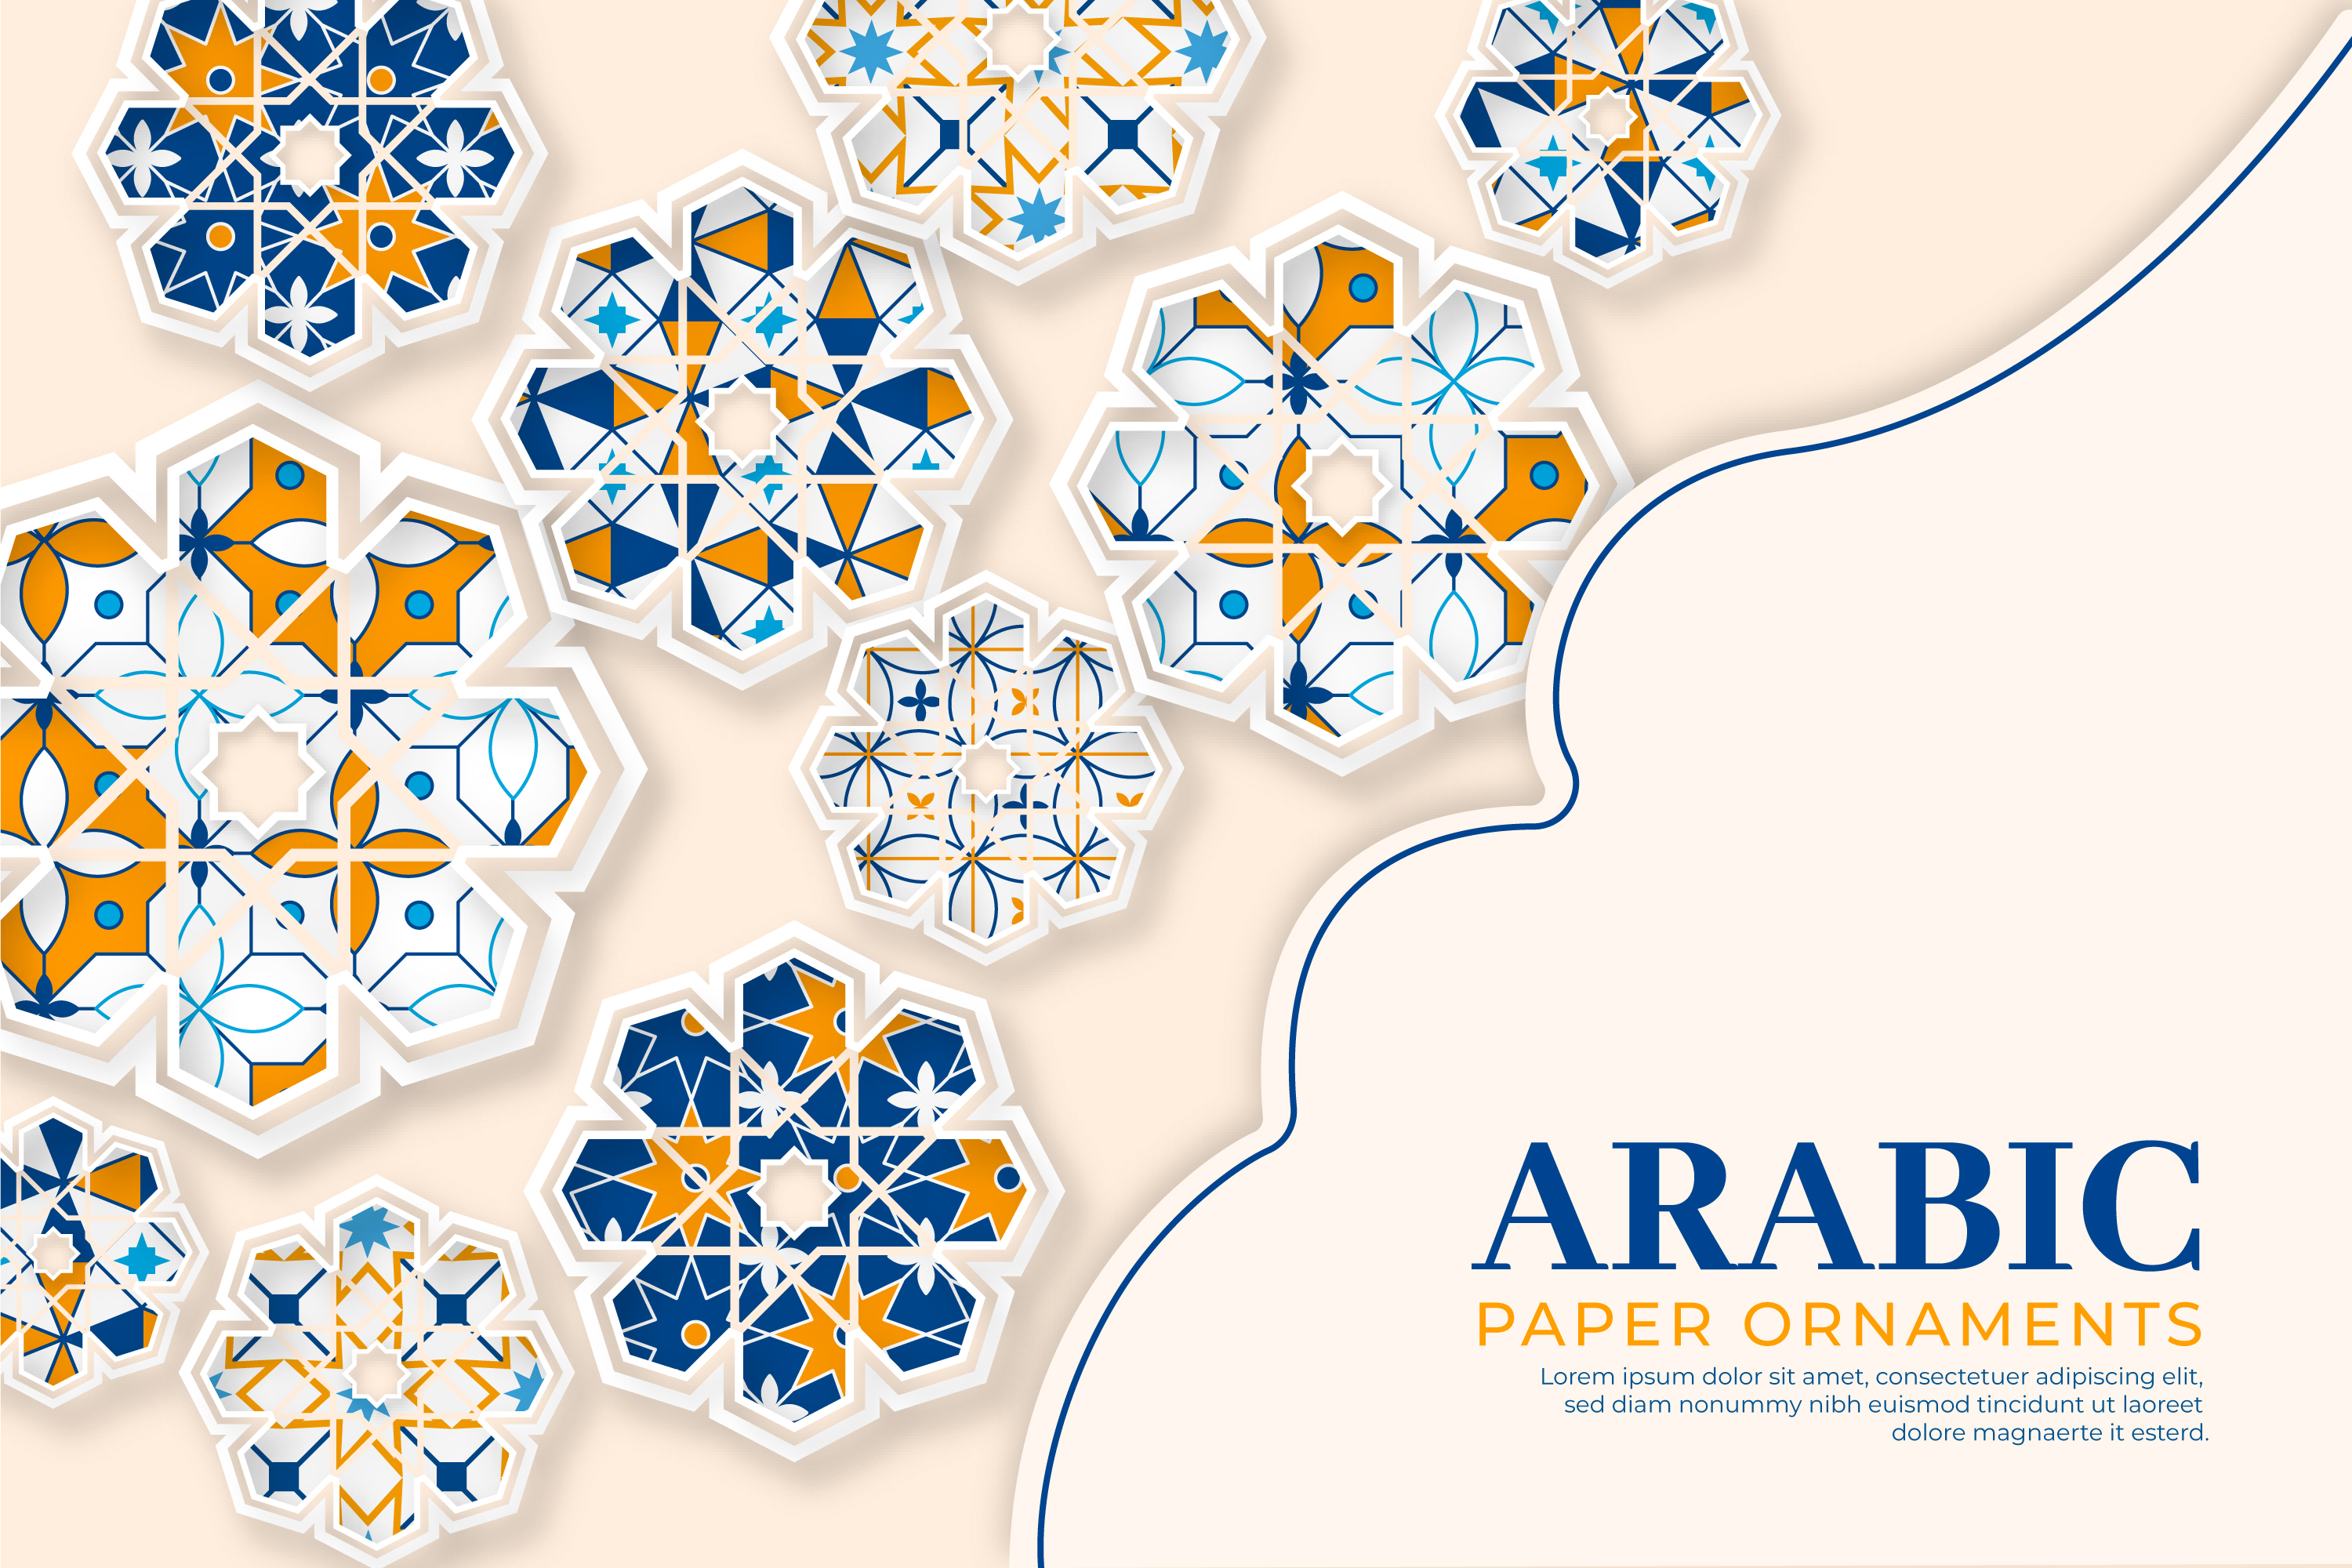 ARABIC
PAPER ORNAMENTS
Lorem ipsum dolor sit amet, consectetuer adipiscing elit,
sed diam nonummy nibh euismod tincidunt ut laoreet
dolore magnaerte it esterd.